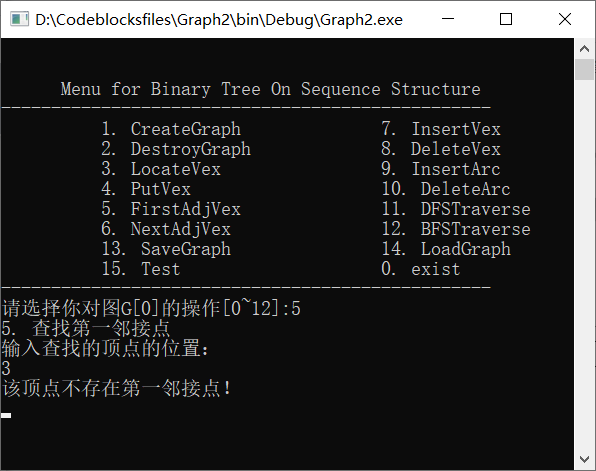 D:\Codeblocksfiles\Graph2\bin\Debug\Graph2.exe
Menu for Binary Tree On Sequence Structure
-------------------------------------------------
1. CreateGraph 7. InsertVex
2. DestroyGraph 8. DeleteVex
3. LocateVex 9. InsertArc
4. PutVex 10. DeleteArc
5. FirstAdjVex 11. DFSTraverse
6. NextAdjVex 12. BFSTraverse
13. SaveGraph 14. LoadGraph
15. Test 0. exist
-------------------------------------------------
请选择你对图G[0]的操作[0~12]:5
5. 查找第一邻接点
输入查找的顶点的位置:
3
该顶点不存在第一邻接点!